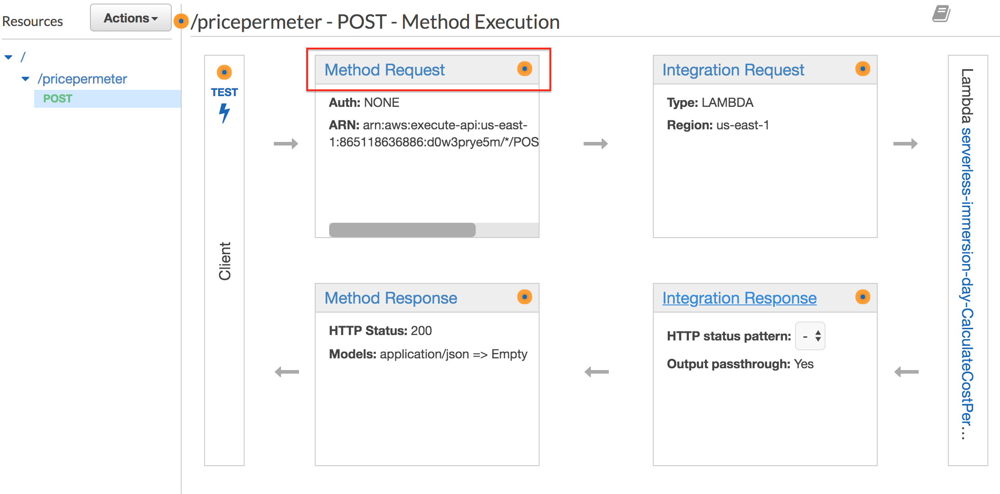 Resources
Actions
/pricepermeter - POST - Method Execution
/
/pricepermeter
POST
TEST
Client
Method Request
Auth: NONE
ARN: arn:aws:execute-api:us-east-
1:865118636886:d0w3prye5m/*/POS
Integration Request
Type: LAMBDA
Region: us-east-1
Lambda serverless-immersion-day-CalculateCostPer...
Method Response
HTTP Status: 200
Models: application/json => Empty
Integration Response
HTTP status pattern: -
Output passthrough: Yes